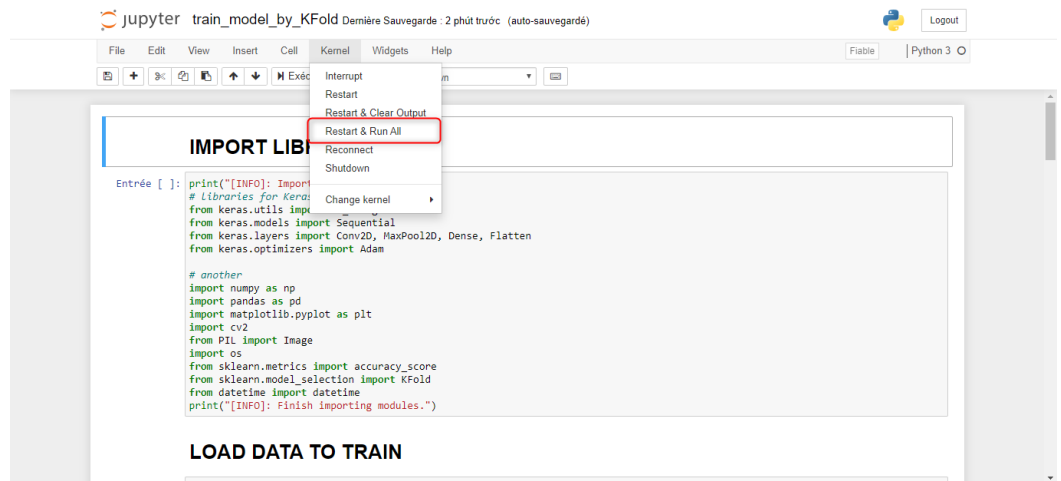 jupyter train_model_by_KFold Dernière Sauvegarde : 2 phút trước (auto-sauvegardé)
Logout
File Edit View Insert Cell Kernel Widgets Help
Fiable Python 3
Exéc
Interrupt
Restart
Restart & Clear Output
Restart & Run All
Reconnect
Shutdown
Change kernel
IMPORT LIB
Entrée [ ]: print("[INFO]: Import
# Libraries for Keras
from keras.utils imp
from keras.models import Sequential
from keras.layers import Conv2D, MaxPool2D, Dense, Flatten
from keras.optimizers import Adam
# another
import numpy as np
import pandas as pd
import matplotlib.pyplot as plt
import cv2
from PIL import Image
import os
from sklearn.metrics import accuracy_score
from sklearn.model_selection import KFold
from datetime import datetime
print("[INFO]: Finish importing modules.")
LOAD DATA TO TRAIN